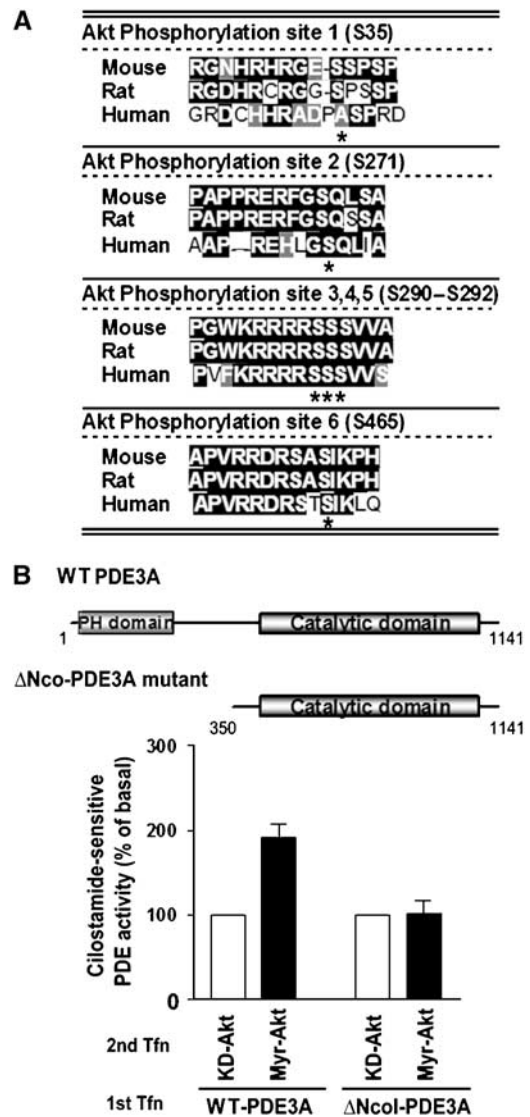 A
Akt Phosphorylation site 1 (S35)
Mouse RGNHRHRGE-SSPSP
Rat RGDHRCRGG-SPSSP
Human GRDCHHRADPASPRD
*
Akt Phosphorylation site 2 (S271)
Mouse PAPPRERFGSQLSA
Rat PAPPRERFGSQSSA
Human AAP--REHLGSQLIA
*
Akt Phosphorylation site 3,4,5 (S290–S292)
Mouse PGWKRRRRSSSVVA
Rat PGWKRRRRSSSVVA
Human PVFKRRRRSSSVVS
***
Akt Phosphorylation site 6 (S465)
Mouse APVRRDRSASIKPH
Rat APVRRDRSASIKPH
Human APVRRDRSTSIKLQ
*
B WT PDE3A
PH domain Catalytic domain
1 1141
ΔNco-PDE3A mutant
Catalytic domain
350 1141
Cilostamide-sensitive
PDE activity (% of basal)
300
200
100
0
2nd Tfn KD-Akt Myr-Akt KD-Akt Myr-Akt
1st Tfn WT-PDE3A ΔNcoI-PDE3A